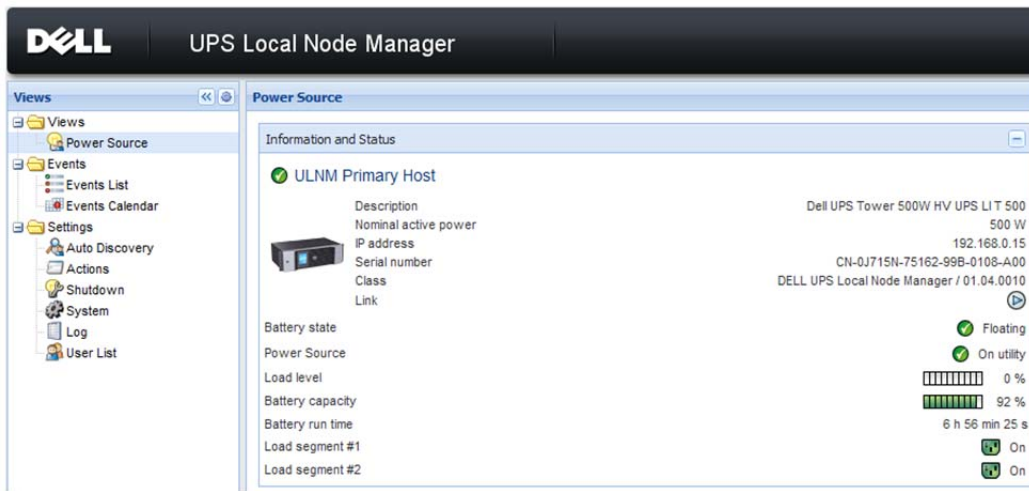 DELL
UPS Local Node Manager
Views
Views
Power Source
Events
Events List
Events Calendar
Settings
Auto Discovery
Actions
Shutdown
System
Log
User List
Power Source
Information and Status
ULNM Primary Host
Description Dell UPS Tower 500W HV UPS LI T 500
Nominal active power 500 W
IP address 192.168.0.15
Serial number CN-0J715N-75162-99B-0108-A00
Class DELL UPS Local Node Manager / 01.04.0010
Link
Battery state Floating
Power Source On utility
Load level 0 %
Battery capacity 92 %
Battery run time 6 h 56 min 25 s
Load segment #1 On
Load segment #2 On